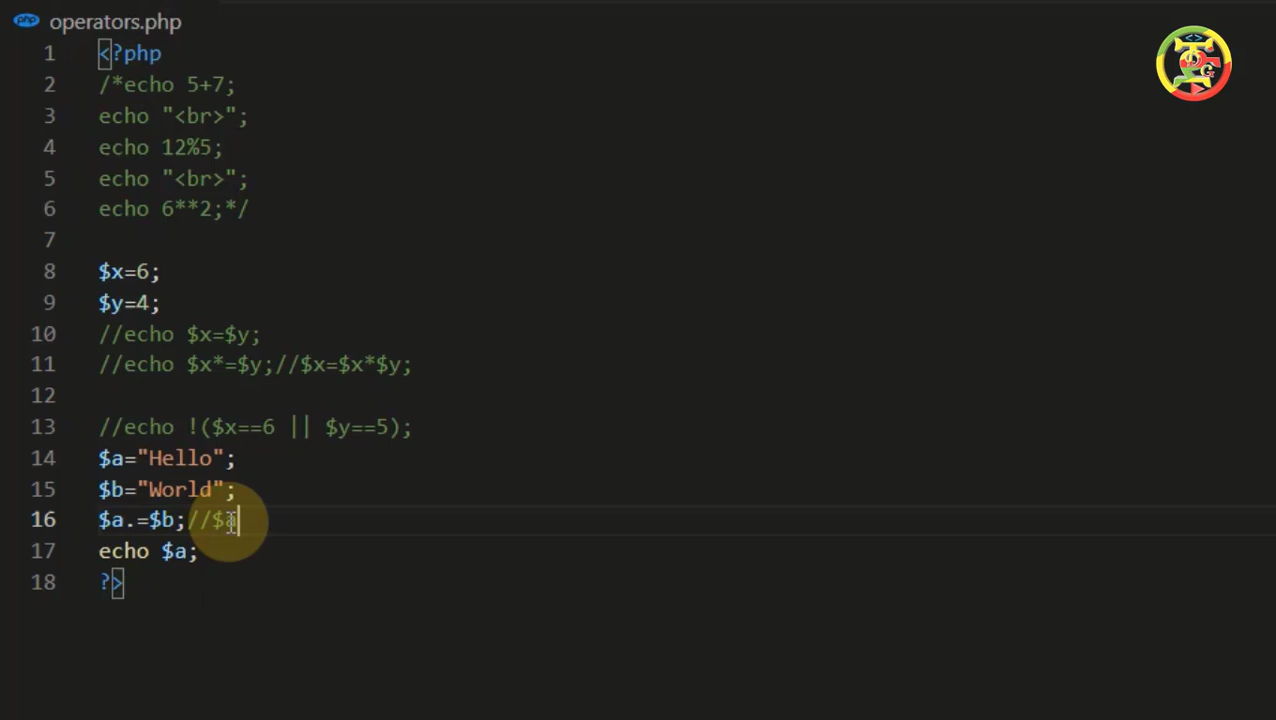 operators.php
1 <?php
2 /*echo 5+7;
3 echo "<br>";
4 echo 12%5;
5 echo "<br>";
6 echo 6**2;*/
7
8 $x=6;
9 $y=4;
10 //echo $x=$y;
11 //echo $x*=$y;//$x=$x*$y;
12
13 //echo !($x==6 || $y==5);
14 $a="Hello";
15 $b="World";
16 $a.=$b;//$a
17 echo $a;
18 ?>